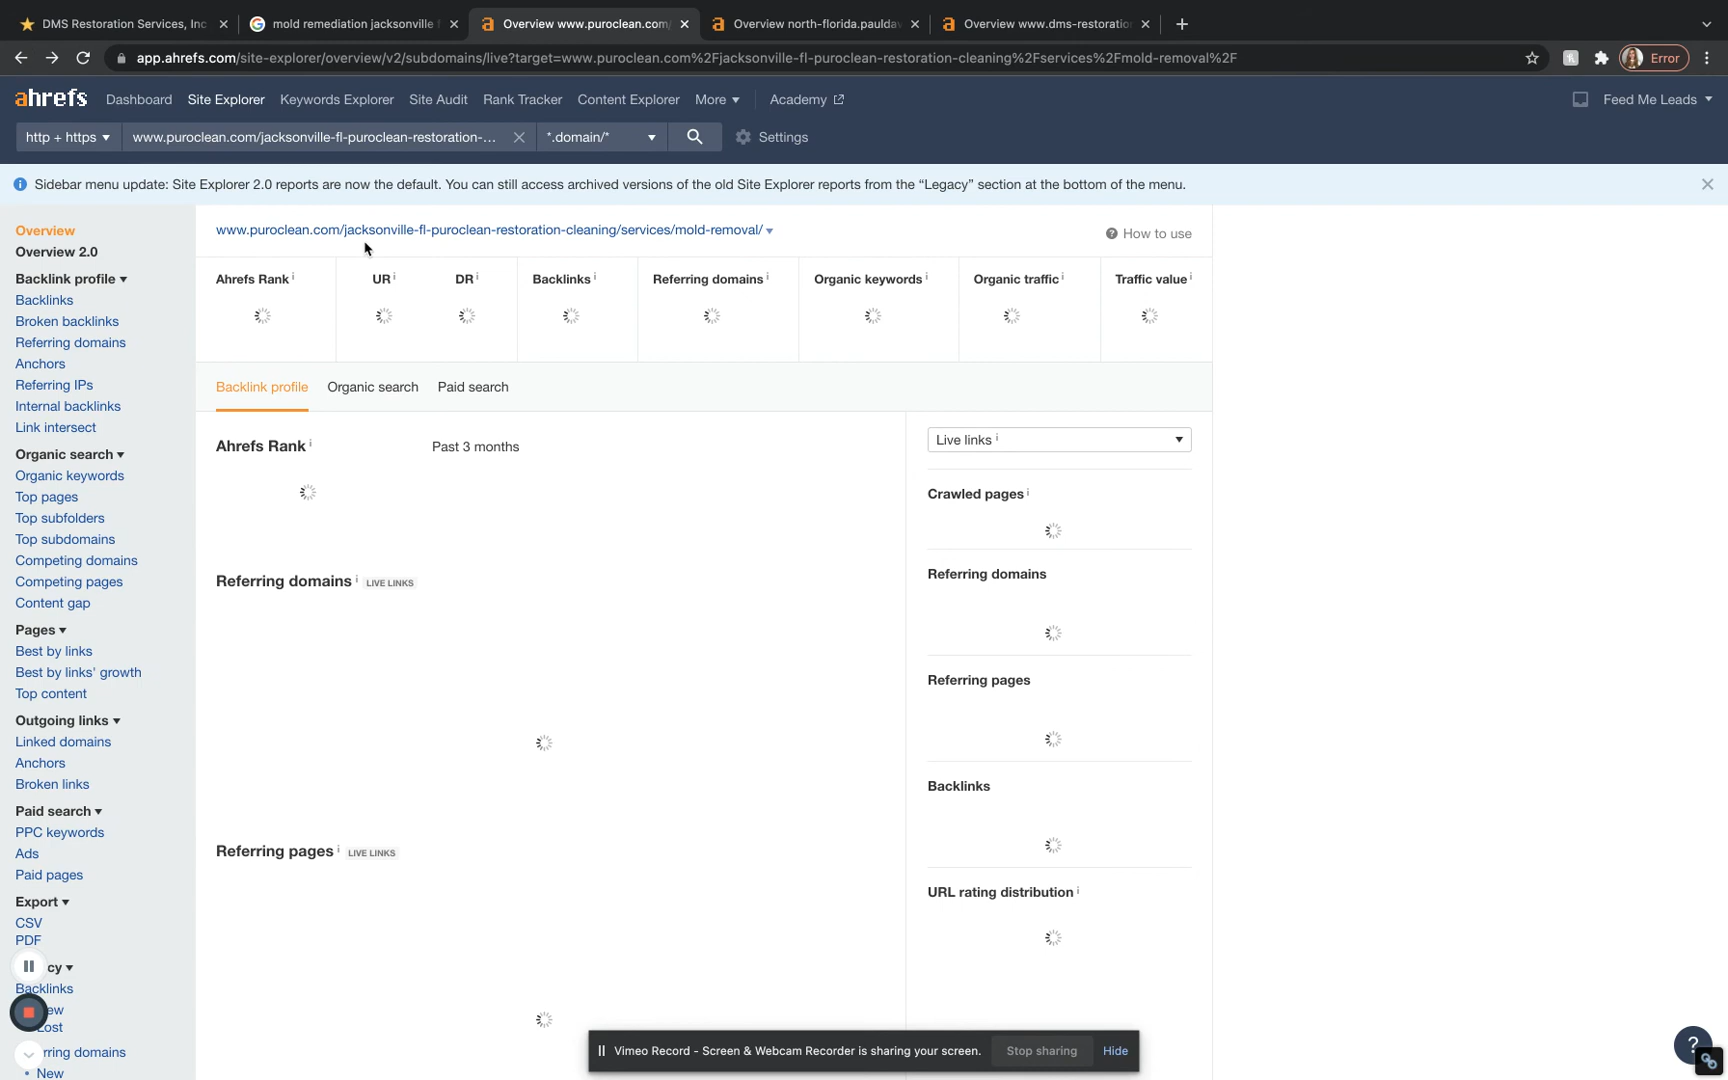 DMS Restoration Services, Inc
mold remediation jacksonville f
Overview www.puroclean.com/
Overview north-florida.paulday
Overview www.dms-restoratio
app.ahrefs.com/site-explorer/overview/v2/subdomains/live?target=www.puroclean.com%2Fjacksonville-fl-puroclean-restoration-cleaning%2Fservices%2Fmold-removal%2F
Error
ahrefs Dashboard Site Explorer Keywords Explorer Site Audit Rank Tracker Content Explorer More Academy Feed Me Leads
http + https www.puroclean.com/jacksonville-fl-puroclean-restoration-... *.domain/* Settings
Sidebar menu update: Site Explorer 2.0 reports are now the default. You can still access archived versions of the old Site Explorer reports from the “Legacy” section at the bottom of the menu.
Overview
Overview 2.0
Backlink profile
Backlinks
Broken backlinks
Referring domains
Anchors
Referring IPs
Internal backlinks
Link intersect
Organic search
Organic keywords
Top pages
Top subfolders
Top subdomains
Competing domains
Competing pages
Content gap
Pages
Best by links
Best by links' growth
Top content
Outgoing links
Linked domains
Anchors
Broken links
Paid search
PPC keywords
Ads
Paid pages
Export
CSV
PDF
cy
Backlinks
ew
Lost
rring domains
• New
www.puroclean.com/jacksonville-fl-puroclean-restoration-cleaning/services/mold-removal/
How to use
Ahrefs Rank i UR i DR i Backlinks i Referring domains i Organic keywords i Organic traffic i Traffic value i
Backlink profile Organic search Paid search
Ahrefs Rank i Past 3 months
Referring domains i LIVE LINKS
Referring pages i LIVE LINKS
Live links i
Crawled pages i
Referring domains
Referring pages
Backlinks
URL rating distribution i
Vimeo Record - Screen & Webcam Recorder is sharing your screen. Stop sharing Hide
?